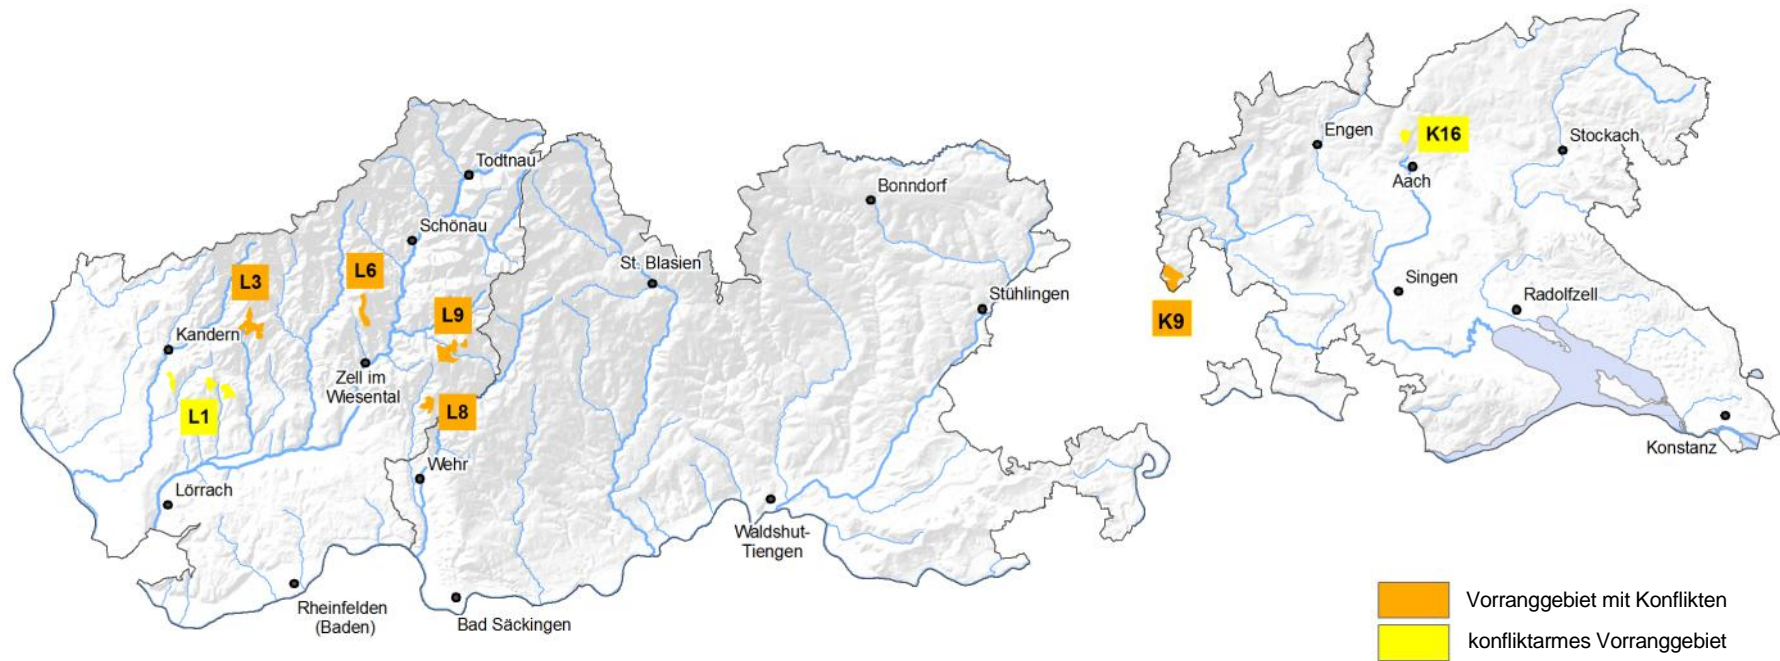 Engen
K16
Stockach
Aach
Todtnau
Bonndorf
Schönau
St. Blasien
L3
L6
L9
Singen
Radolfzell
Stühlingen
K9
Kandern
Zell im
Wiesental
L1
L8
Konstanz
Wehr
Lörrach
Waldshut-
Tiengen
Rheinfelden
(Baden)
Bad Säckingen
Vorranggebiet mit Konflikten
konfliktarmes Vorranggebiet